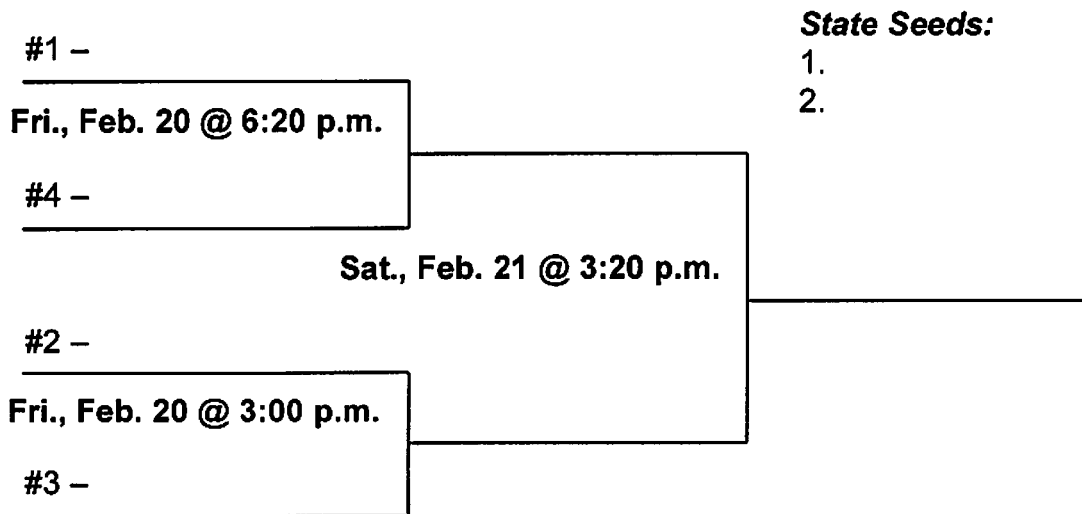 State Seeds:
1.
2.
#1 –
Fri., Feb. 20 @ 6:20 p.m.
#4 –
Sat., Feb. 21 @ 3:20 p.m.
#2 –
Fri., Feb. 20 @ 3:00 p.m.
#3 –